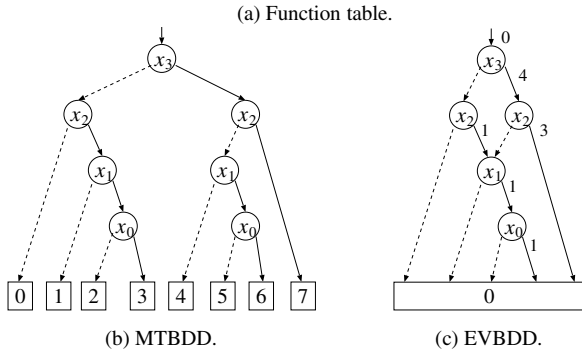 (a) Function table.
0
x3 x3
4
x2 x2 x2 1 x2 3
x1 x1 x1
1
x0 x0 x0
1
0 1 2 3 4 5 6 7 0
(b) MTBDD. (c) EVBDD.